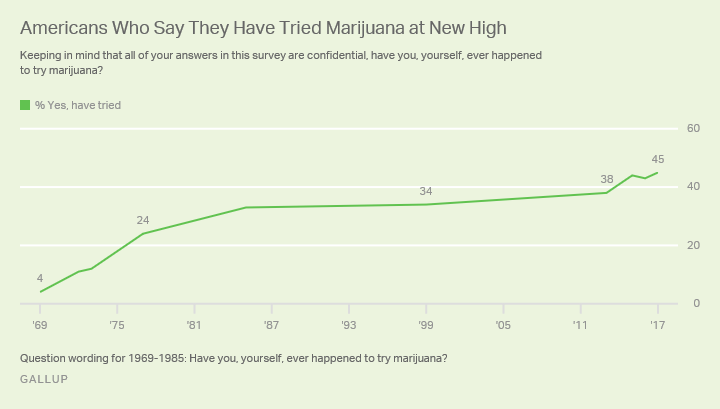 Americans Who Say They Have Tried Marijuana at New High
Keeping in mind that all of your answers in this survey are confidential, have you, yourself, ever happened
to try marijuana?
% Yes, have tried
60
45
38
34
40
24
20
4
0
'69 '75 '81 '87 '93 '99 '05 '11 '17
Question wording for 1969-1985: Have you, yourself, ever happened to try marijuana?
GALLUP